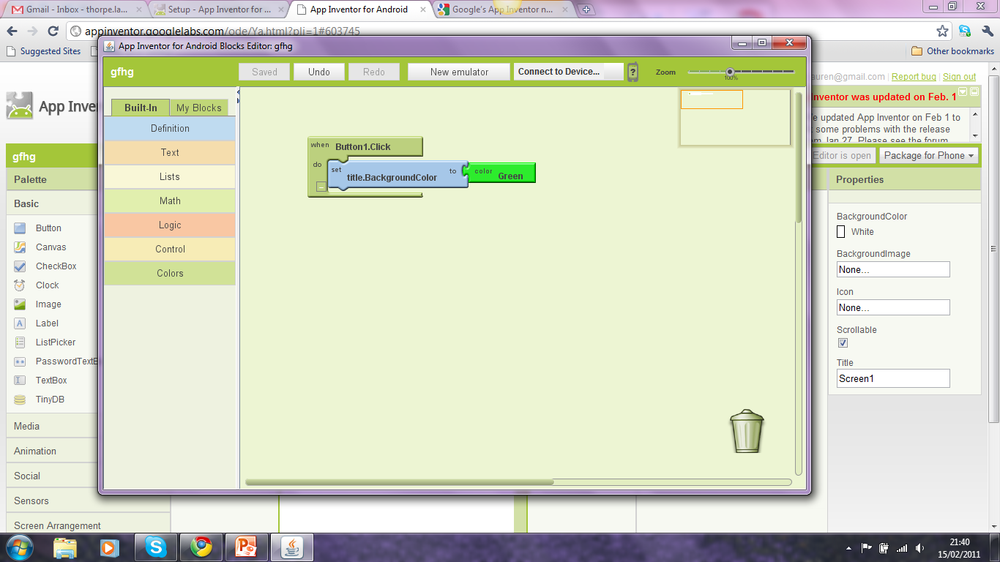 Gmail - Inbox - thorpe.la...
Setup - App Inventor for ...
App Inventor for Android
Google's App Inventor n...
appinventor.googlelabs.com/ode/Ya.html?pli=1#603745
Suggested Sites
Other bookmarks
App Inventor for Android Blocks Editor: gfhg
gfhg
Saved
Undo
Redo
New emulator
Connect to Device...
?
Zoom
100%
auren@gmail.com | Report bug | Sign out
App Inve
Inventor was updated on Feb. 1
e updated App Inventor on Feb 1 to
some problems with the release
Jan 27. Please see the forum
gfhg
Editor is open
Package for Phone
Built-In
My Blocks
Definition
Text
Lists
Math
Logic
Control
Colors
when Button1.Click
do
set title.BackgroundColor to
color Green
Palette
Basic
Button
Canvas
CheckBox
Clock
Image
A Label
ListPicker
PasswordTextB
TextBox
TinyDB
Media
Animation
Social
Sensors
Screen Arrangement
Properties
BackgroundColor
White
BackgroundImage
None...
Icon
None...
Scrollable
Title
Screen1
21:40
15/02/2011